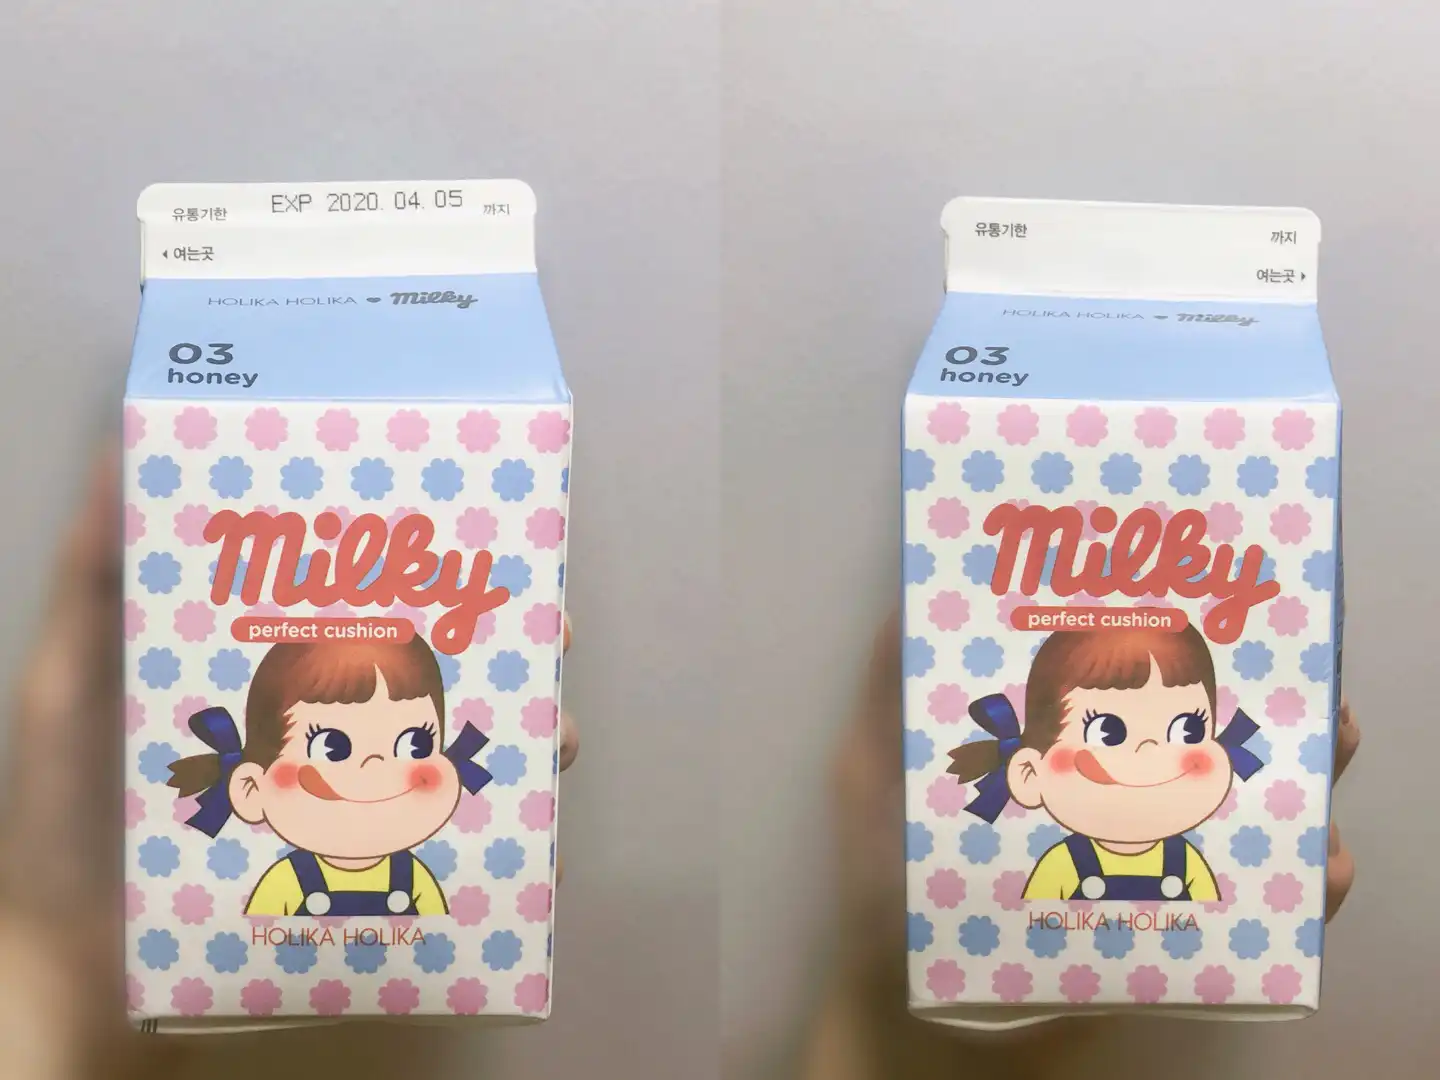 유통기한 EXP 2020. 04. 05 까지
◂ 여는곳
HOLIKA HOLIKA ♥ milky
03
honey
milky
perfect cushion
HOLIKA HOLIKA
유통기한 까지
여는곳 ▸
HOLIKA HOLIKA ♥ milky
03
honey
milky
perfect cushion
HOLIKA HOLIKA